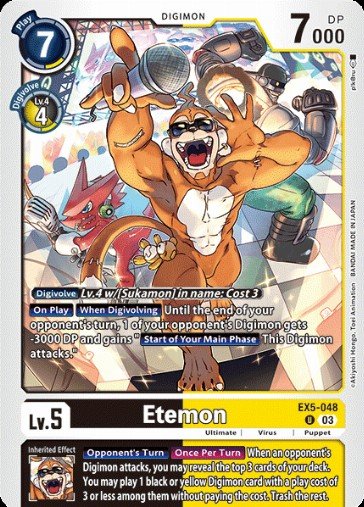 DIGIMON
Play
7
7000
DP
Digivolve
Lv.4
4
Digivolve Lv.4 w/[Sukamon] in name: Cost 3
On Play When Digivolving Until the end of your
opponent's turn, 1 of your opponent's Digimon gets
-3000 DP and gains "Start of Your Main Phase This Digimon
attacks."
©Akiyoshi Hongo, Toei Animation BANDAI MADE IN JAPAN
Lv.5
Etemon
EX5-048
U 03
Ultimate Virus Puppet
Inherited Effect
Opponent's Turn Once Per Turn When an opponent's
Digimon attacks, you may reveal the top 3 cards of your deck.
You may play 1 black or yellow Digimon card with a play cost of
3 or less among them without paying the cost. Trash the rest.